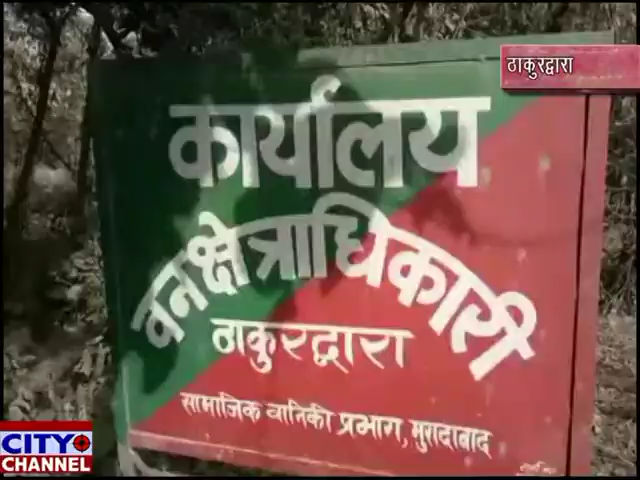 ठाकुरद्वारा
कार्यालय
वनक्षेत्राधिकारी
ठाकुरद्वारा
सामाजिक वानिकी प्रभाग, मुरादाबाद
CITY
CHANNEL